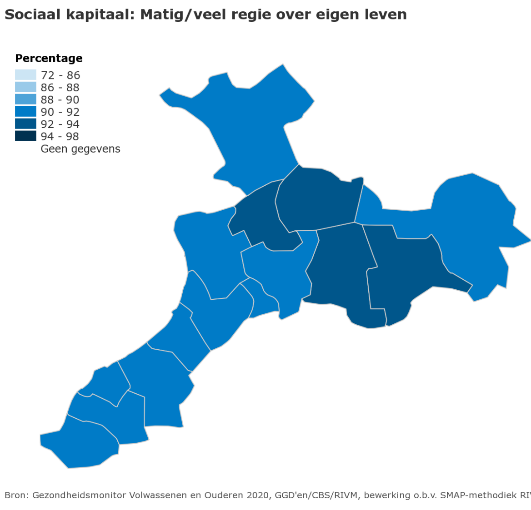 Sociaal kapitaal: Matig/veel regie over eigen leven
Percentage
72 - 86
86 - 88
88 - 90
90 - 92
92 - 94
94 - 98
Geen gegevens
Bron: Gezondheidsmonitor Volwassenen en Ouderen 2020, GGD'en/CBS/RIVM, bewerking o.b.v. SMAP-methodiek